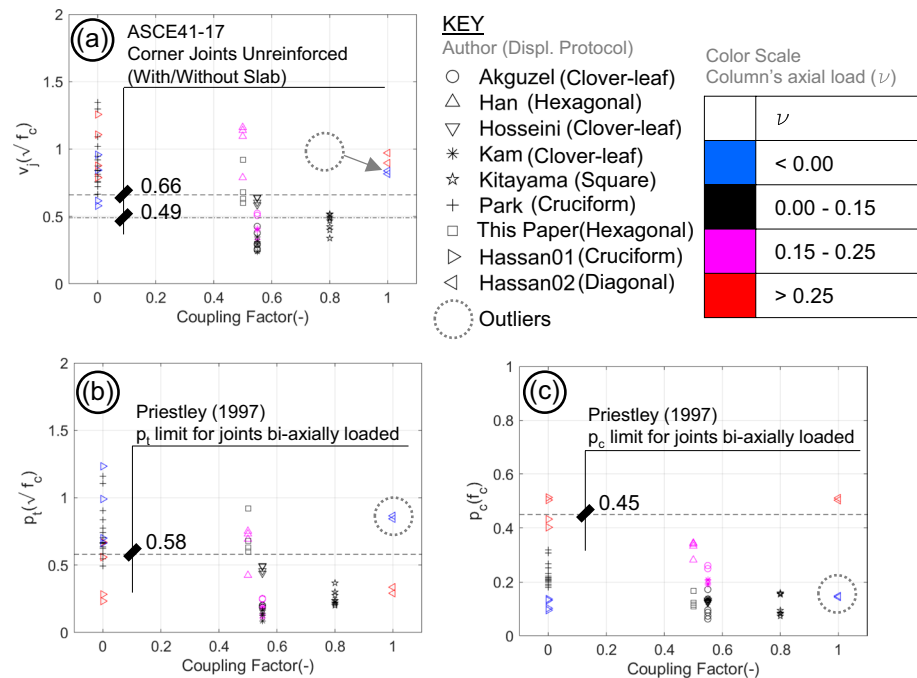 (a)
ASCE41-17
Corner Joints Unreinforced
(With/Without Slab)
2
1.5
1
0.5
0
v_j(√f_c)
0.66
0.49
0 0.2 0.4 0.6 0.8 1
Coupling Factor(-)
KEY
Author (Displ. Protocol)
Akguzel (Clover-leaf)
Han (Hexagonal)
Hosseini (Clover-leaf)
Kam (Clover-leaf)
Kitayama (Square)
Park (Cruciform)
This Paper(Hexagonal)
Hassan01 (Cruciform)
Hassan02 (Diagonal)
Outliers
Color Scale
Column's axial load (ν)
ν
< 0.00
0.00 - 0.15
0.15 - 0.25
> 0.25
(b)
Priestley (1997)
p_t limit for joints bi-axially loaded
2
1.5
1
0.5
0
p_t(√f_c)
0.58
0 0.2 0.4 0.6 0.8 1
Coupling Factor(-)
(c)
Priestley (1997)
p_c limit for joints bi-axially loaded
1
0.8
0.6
0.4
0.2
0
p_c(f_c)
0.45
0 0.2 0.4 0.6 0.8 1
Coupling Factor(-)